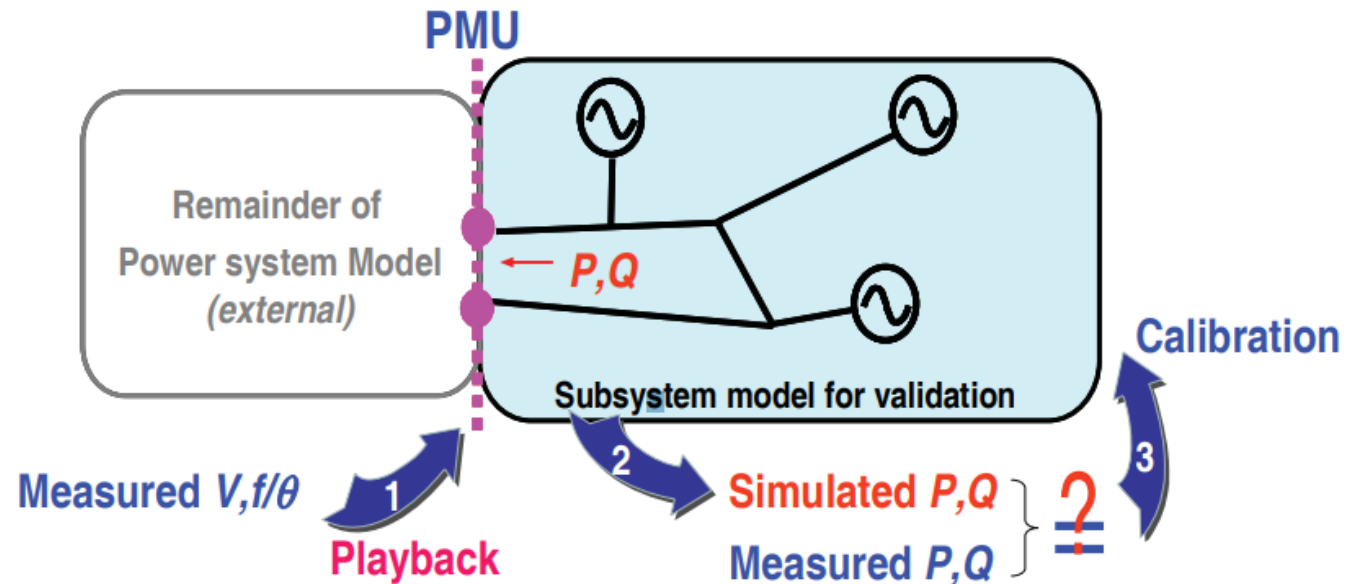 PMU
Remainder of
Power system Model
(external)
P,Q
Subsystem model for validation
Calibration
Measured V,f/θ
1
Playback
2
Simulated P,Q
Measured P,Q
?
=
3